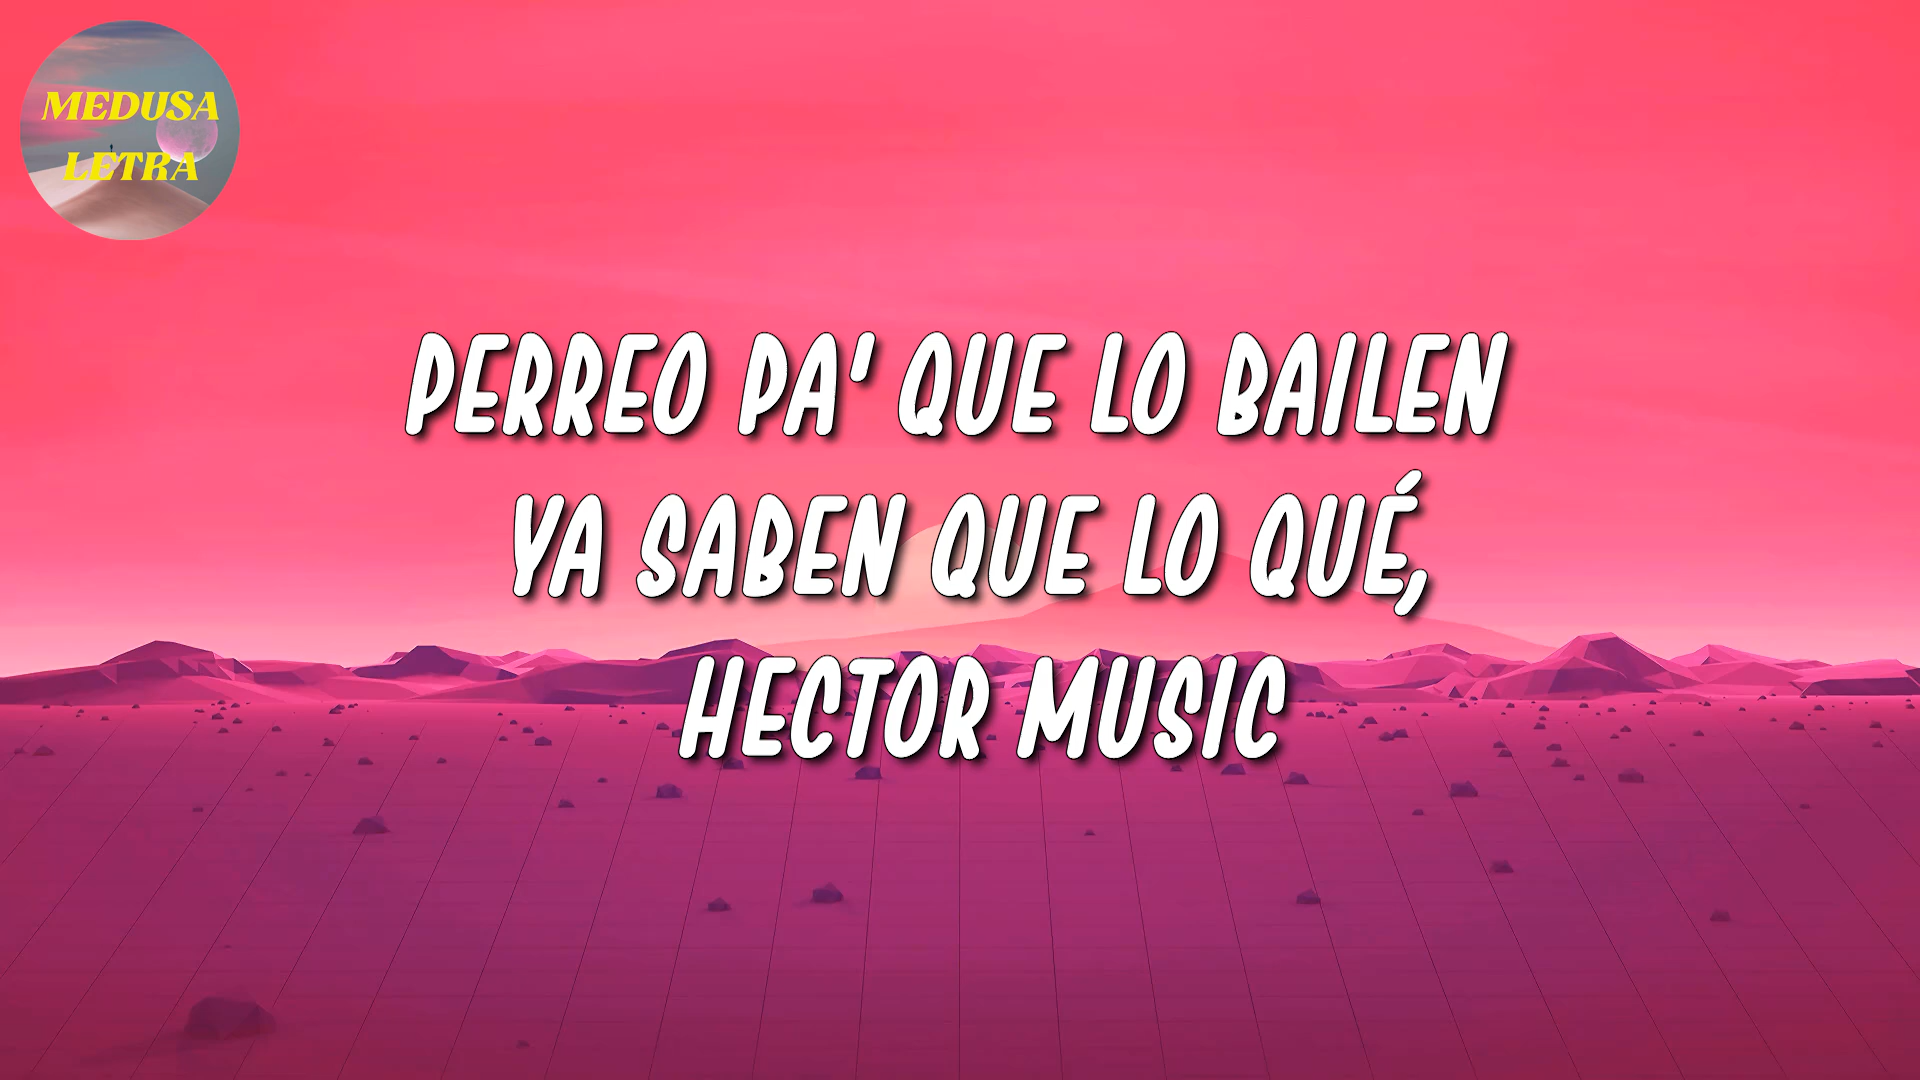 MEDUSA
LETRA
PERREO PA' QUE LO BAILEN
YA SABEN QUE LO QUÉ,
HECTOR MUSIC